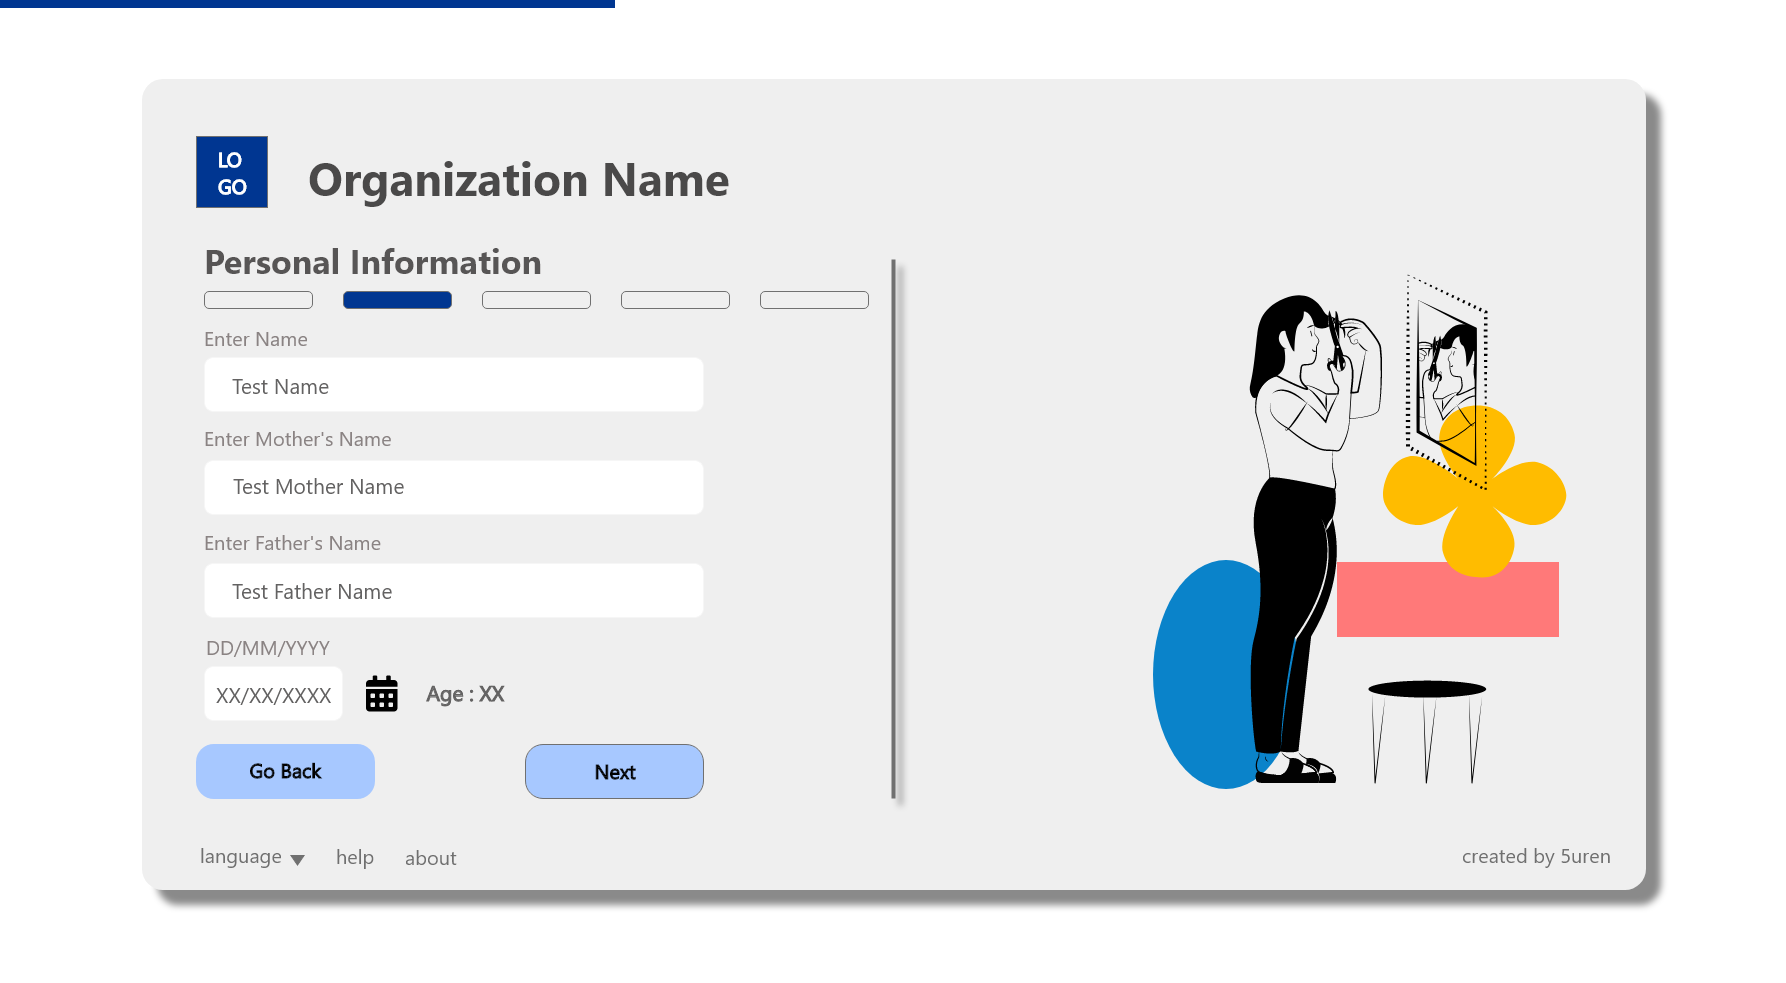 LO
GO
Organization Name
Personal Information
Enter Name
Test Name
Enter Mother's Name
Test Mother Name
Enter Father's Name
Test Father Name
DD/MM/YYYY
XX/XX/XXXX
Age : XX
Go Back
Next
language
help
about
created by 5uren